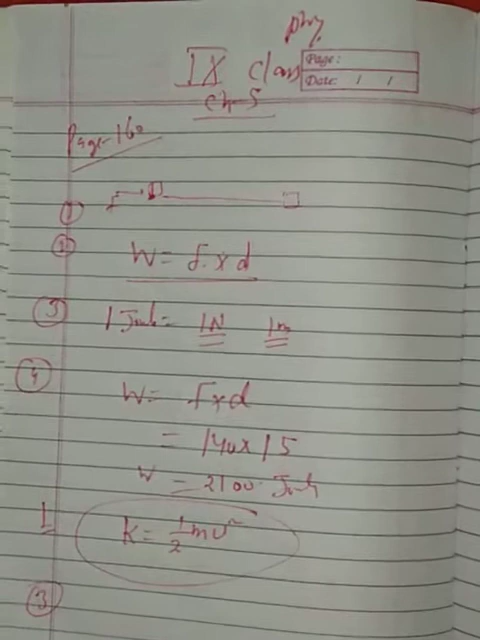 Phy
IX Class
Page:
Date: / /
Ch-5
Page-160
1
F
2
W = F × d
3
1 Joule = 1N 1m
4
W = F × d
= 140 × 15
W = 2100 Joule
1
K = 1/2 mv²
3